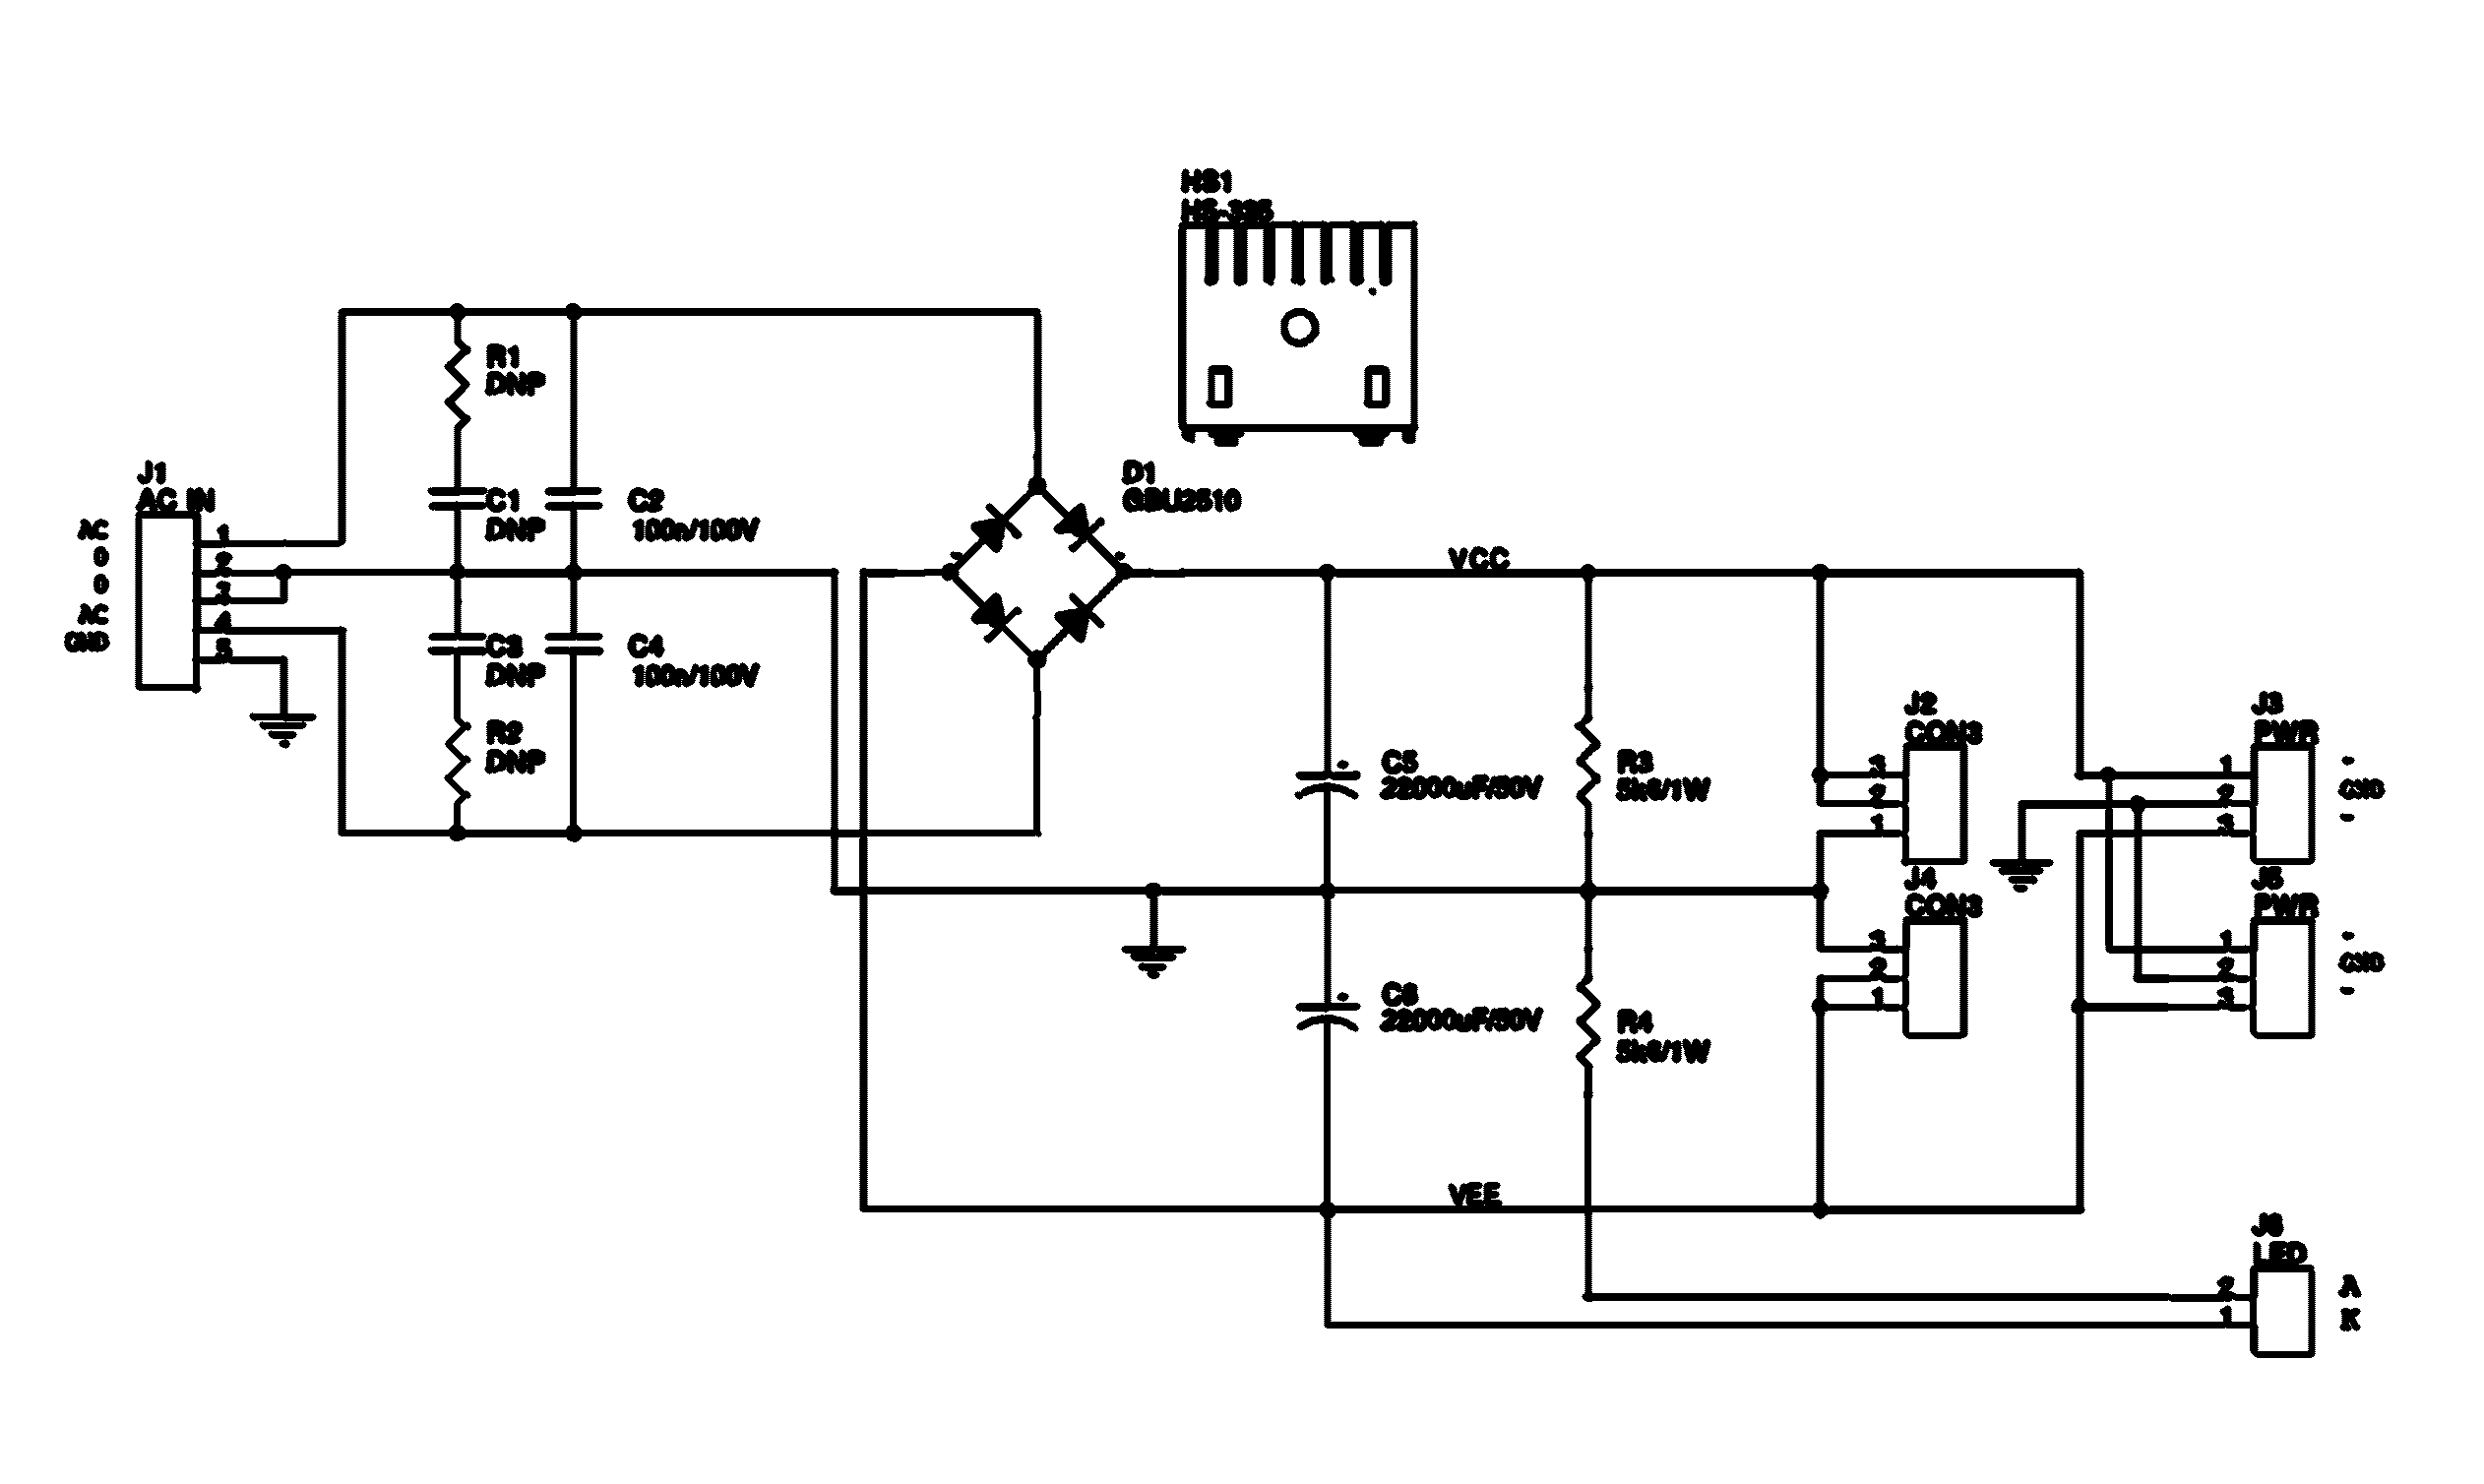 HS1
HS-335
R1
DNP
J1
AC IN
C1
DNP
C2
100n/100V
D1
GBU2510
AC
0
0
AC
GND
1
2
3
4
5
VCC
C3
DNP
C4
100n/100V
R2
DNP
C5
22000uF/50V
R3
5k6/1W
J2
CON3
3
2
1
J3
PWR
1
2
3
GND
J4
CON3
3
2
1
J5
PWR
1
2
3
GND
C6
22000uF/50V
R4
5k6/1W
VEE
J6
LED
2
1
A
K